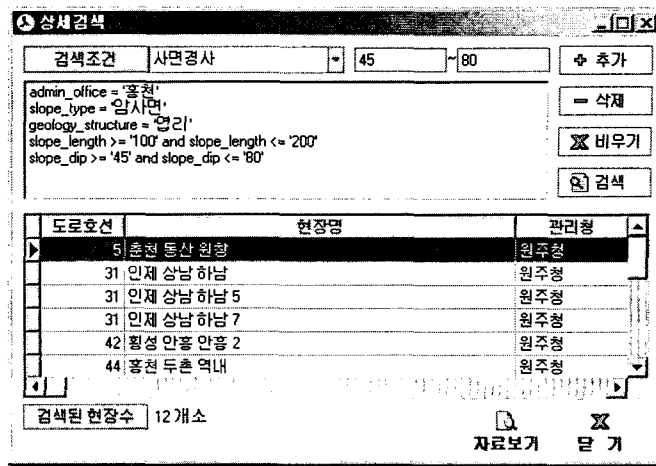 상세검색
검색조건 사면경사 45 ~ 80 추가
admin_office = '홍천'
slope_type = '암사면'
geology_structure = '엽리'
slope_length >= '100' and slope_length <= '200'
slope_dip >= '45' and slope_dip <= '80'
삭제
비우기
검색
도로호선 현장명 관리청
5 춘천 동산 원창 원주청
31 인제 상남 하남 원주청
31 인제 상남 하남 5 원주청
31 인제 상남 하남 7 원주청
42 횡성 안흥 안흥 2 원주청
44 홍천 두촌 역내 원주청
검색된 현장수 12 개소
자료보기 닫 기